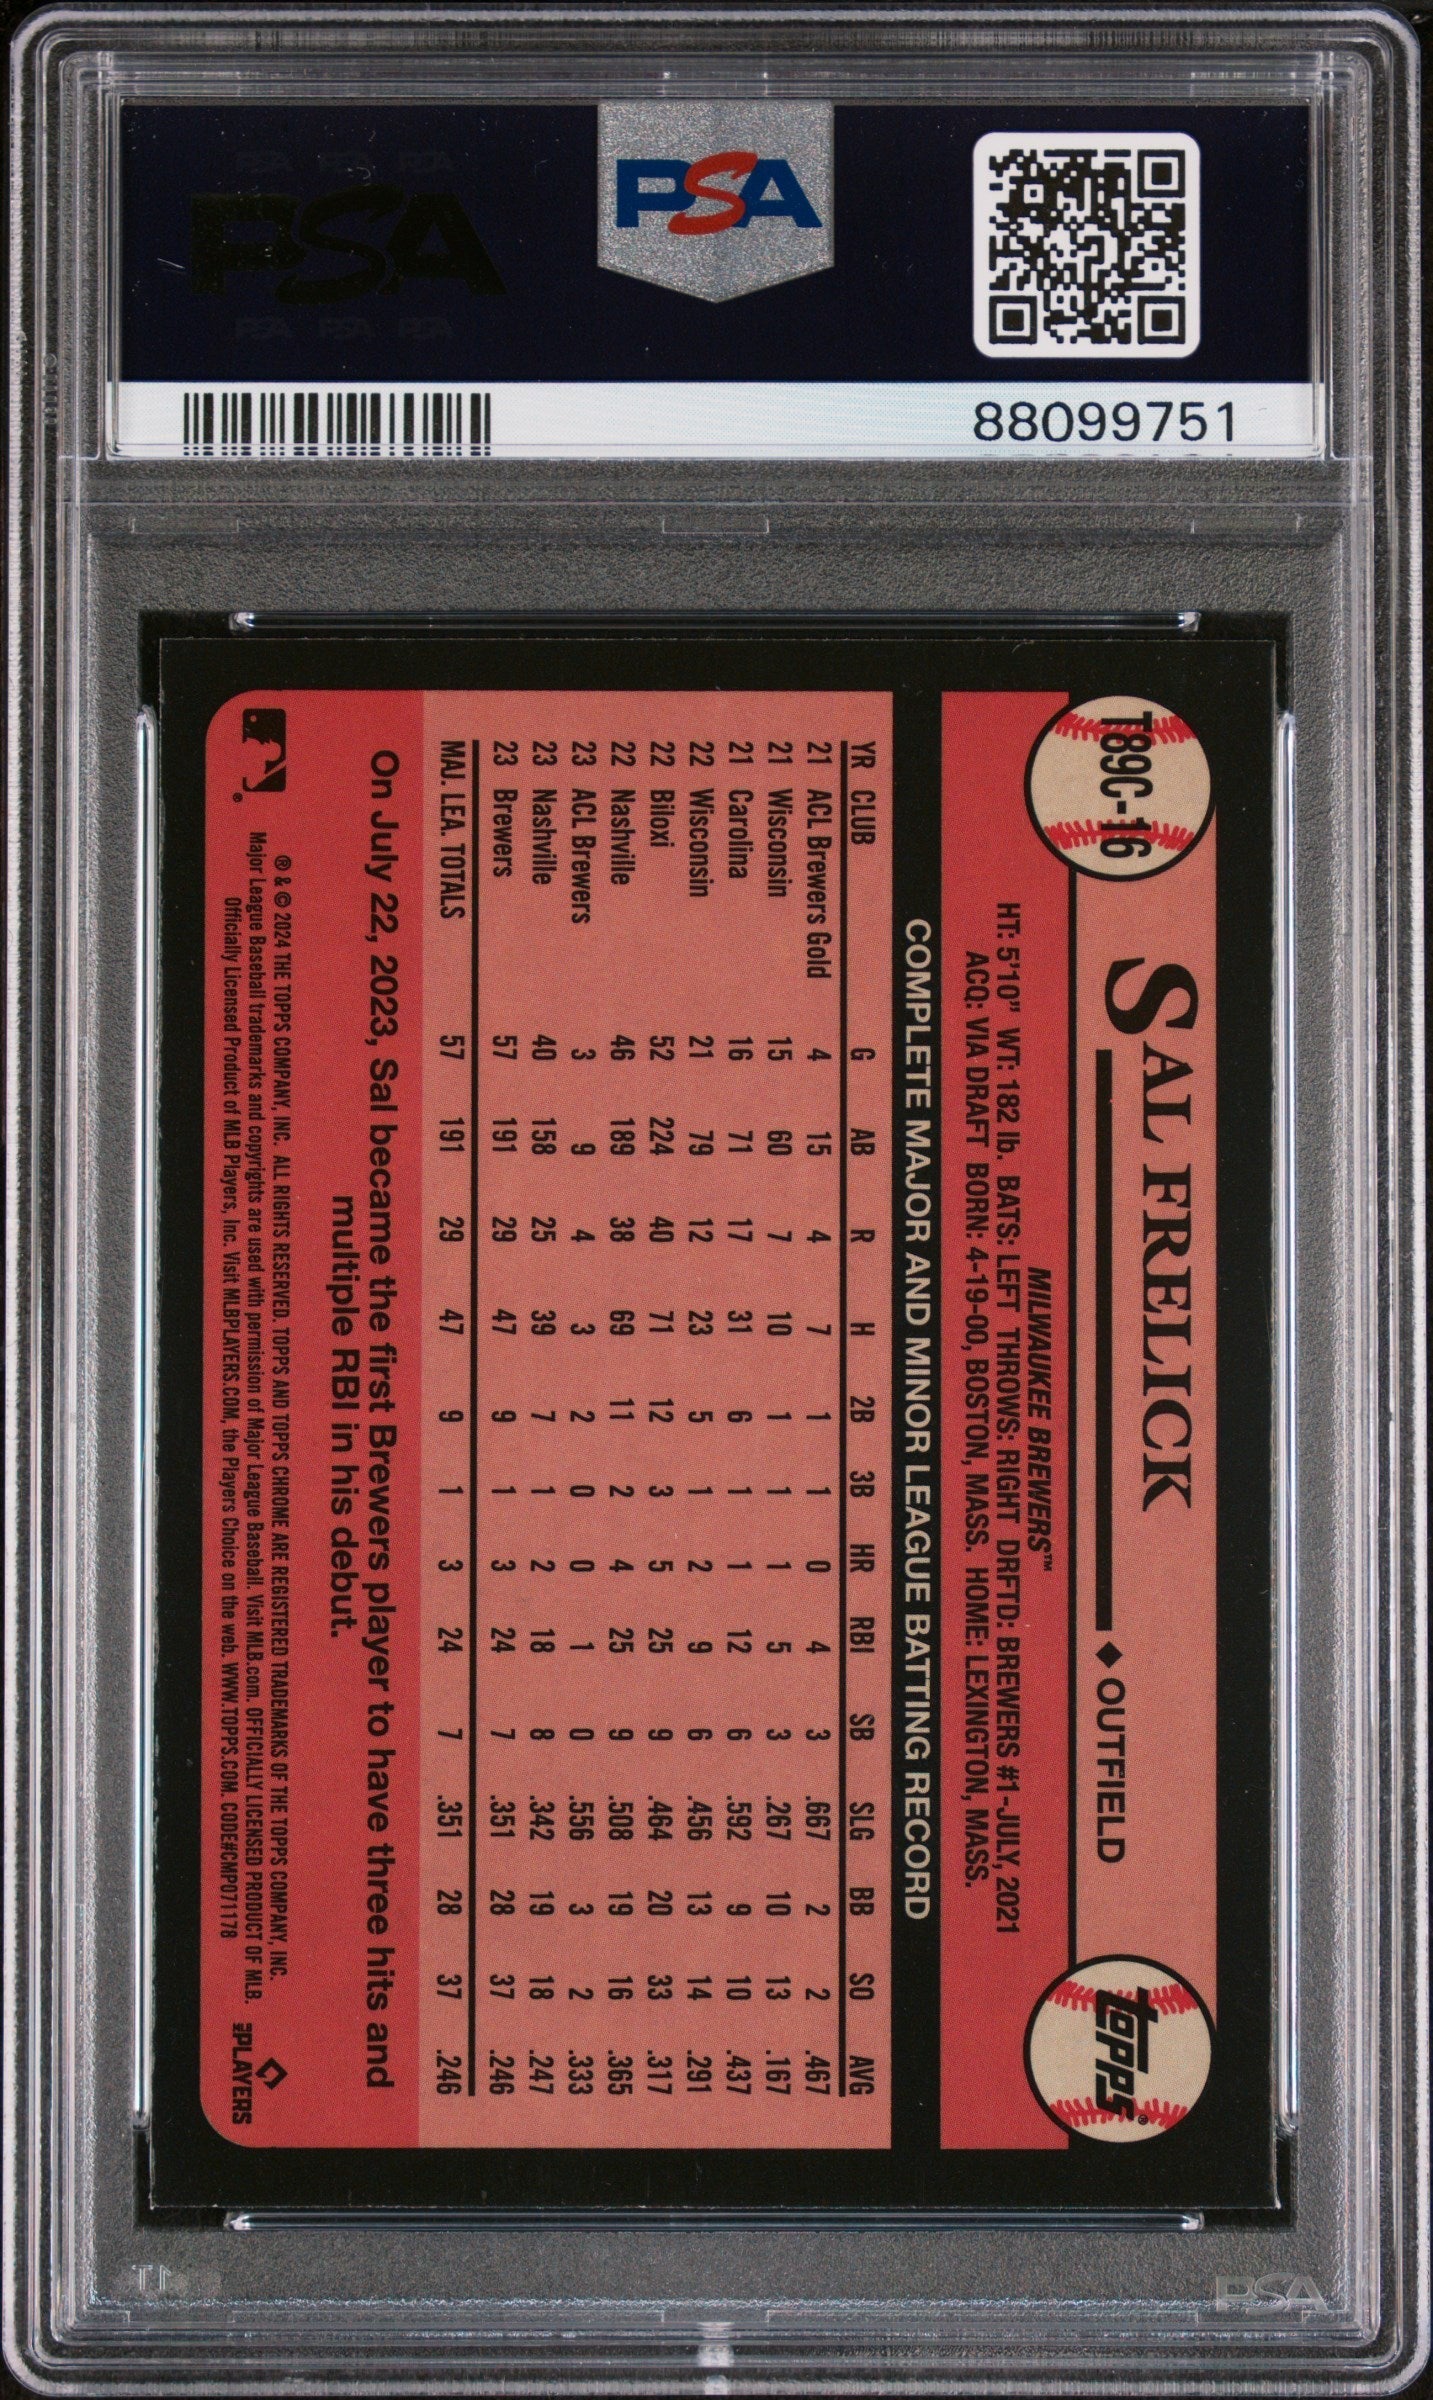 PSA
PSA
88099751
T89C-16
SAL FRELICK
◆ OUTFIELD
topps®
MILWAUKEE BREWERS™
HT: 5'10" WT: 182 lb. BATS: LEFT THROWS: RIGHT DRFTD: BREWERS #1-JULY, 2021
ACQ: VIA DRAFT BORN: 4-19-00, BOSTON, MASS. HOME: LEXINGTON, MASS.
COMPLETE MAJOR AND MINOR LEAGUE BATTING RECORD
YR CLUB G AB R H 2B 3B HR RBI SB SLG BB SO AVG
21 ACL Brewers Gold 4 15 4 7 1 1 0 4 3 .667 2 2 .467
21 Wisconsin 15 60 7 10 1 1 1 5 3 .267 10 13 .167
21 Carolina 16 71 17 31 6 1 1 12 6 .592 9 10 .437
22 Wisconsin 21 79 12 23 5 1 2 9 6 .456 13 14 .291
22 Biloxi 52 224 40 71 12 3 5 25 9 .464 20 33 .317
22 Nashville 46 189 38 69 11 2 4 25 9 .508 19 16 .365
23 ACL Brewers 3 9 4 3 2 0 0 1 0 .556 3 2 .333
23 Nashville 40 158 25 39 7 1 2 18 8 .342 19 18 .247
23 Brewers 57 191 29 47 9 1 3 24 7 .351 28 37 .246
MAJ. LEA. TOTALS 57 191 29 47 9 1 3 24 7 .351 28 37 .246
On July 22, 2023, Sal became the first Brewers player to have three hits and
multiple RBI in his debut.
® & © 2024 THE TOPPS COMPANY, INC. ALL RIGHTS RESERVED. TOPPS AND TOPPS CHROME ARE REGISTERED TRADEMARKS OF THE TOPPS COMPANY, INC.
Major League Baseball trademarks and copyrights are used with permission of Major League Baseball. Visit MLB.com. OFFICIALLY LICENSED PRODUCT OF MLB.
Officially Licensed Product of MLB Players, Inc. Visit MLBPLAYERS.COM, the Players Choice on the web. WWW.TOPPS.COM. CODE#CMP071178
PLAYERS
PSA